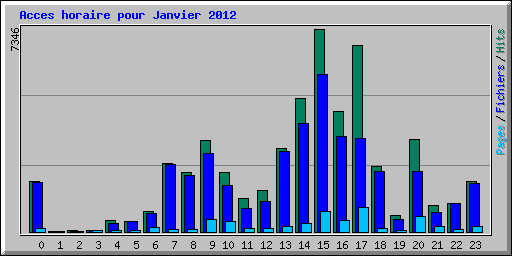 Acces horaire pour Janvier 2012
7346
Pages / Fichiers / Hits
0 1 2 3 4 5 6 7 8 9 10 11 12 13 14 15 16 17 18 19 20 21 22 23